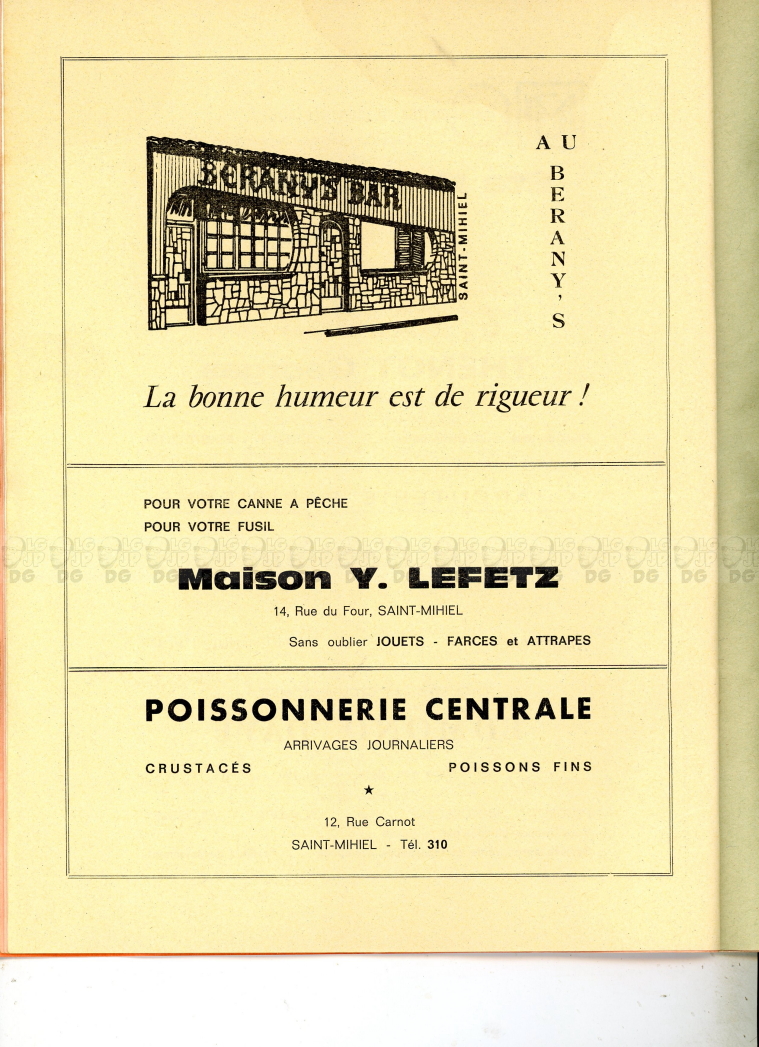 BERANY'S BAR
SAINT-MIHIEL
AU
BERANY'S
La bonne humeur est de rigueur !
POUR VOTRE CANNE A PÊCHE
POUR VOTRE FUSIL
Maison Y. LEFETZ
14, Rue du Four, SAINT-MIHIEL
Sans oublier JOUETS - FARCES et ATTRAPES
POISSONNERIE CENTRALE
ARRIVAGES JOURNALIERS
CRUSTACÉS POISSONS FINS
12, Rue Carnot
SAINT-MIHIEL - Tél. 310